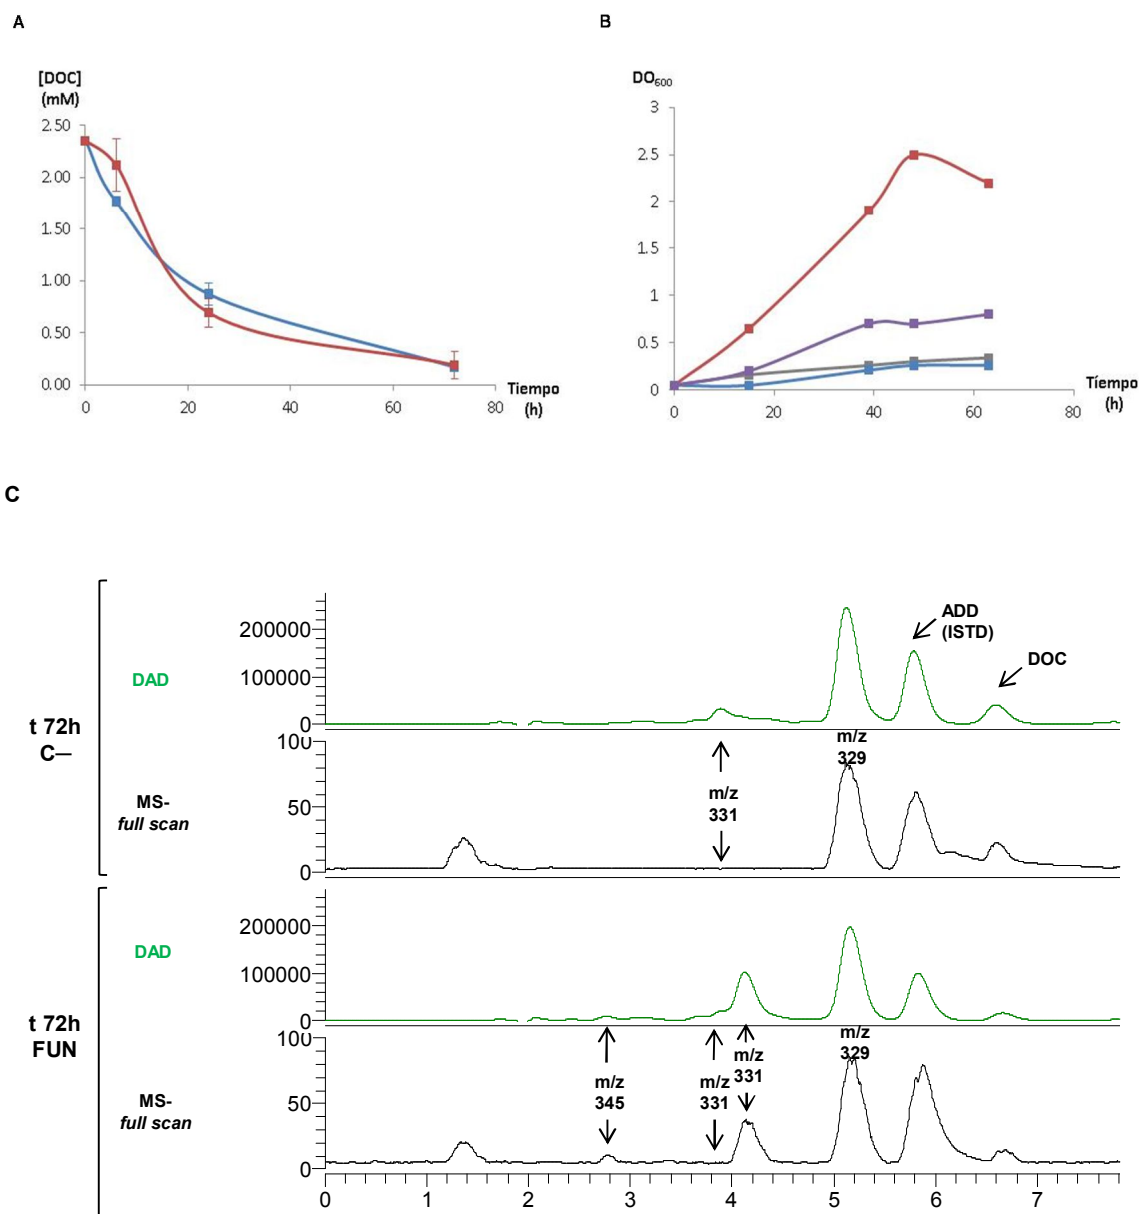 A
[DOC]
(mM)
2.50
2.00
1.50
1.00
0.50
0.00
0
20
40
60
80
Tiempo
(h)
B
DO600
3
2.5
2
1.5
1
0.5
0
0
20
40
60
80
Tíempo
(h)
C
t 72h
C—
DAD
200000
100000
0
ADD
(ISTD)
DOC
MS-
full scan
100
50
0
m/z
331
m/z
329
t 72h
FUN
DAD
200000
100000
0
MS-
full scan
100
50
0
m/z
345
m/z
331
m/z
331
m/z
329
0
1
2
3
4
5
6
7